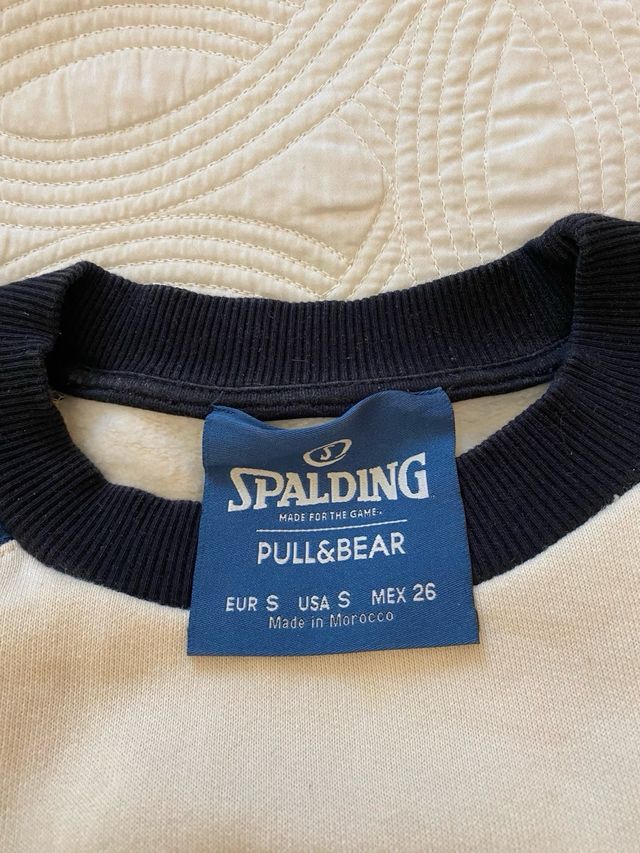 SPALDING
MADE FOR THE GAME.
PULL&BEAR
EUR S USA S MEX 26
Made in Morocco